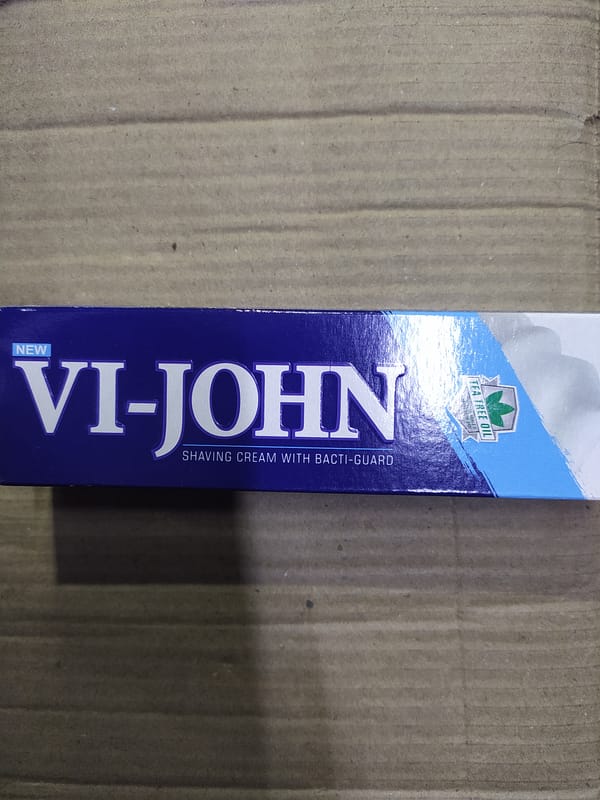 NEW
VI-JOHN
SHAVING CREAM WITH BACTI-GUARD
TEA TREE OIL